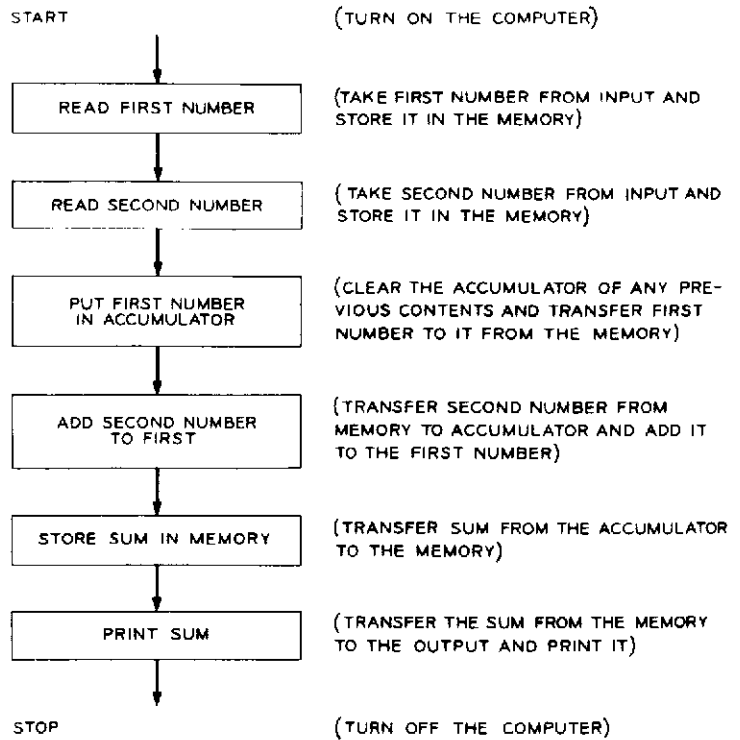 START
(TURN ON THE COMPUTER)
READ FIRST NUMBER
(TAKE FIRST NUMBER FROM INPUT AND
STORE IT IN THE MEMORY)
READ SECOND NUMBER
(TAKE SECOND NUMBER FROM INPUT AND
STORE IT IN THE MEMORY)
PUT FIRST NUMBER
IN ACCUMULATOR
(CLEAR THE ACCUMULATOR OF ANY PRE-
VIOUS CONTENTS AND TRANSFER FIRST
NUMBER TO IT FROM THE MEMORY)
ADD SECOND NUMBER
TO FIRST
(TRANSFER SECOND NUMBER FROM
MEMORY TO ACCUMULATOR AND ADD IT
TO THE FIRST NUMBER)
STORE SUM IN MEMORY
(TRANSFER SUM FROM THE ACCUMULATOR
TO THE MEMORY)
PRINT SUM
(TRANSFER THE SUM FROM THE MEMORY
TO THE OUTPUT AND PRINT IT)
STOP
(TURN OFF THE COMPUTER)